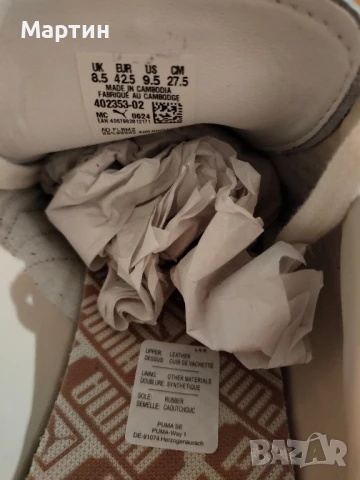 Мартин
UK EUR US CM
8.5 42.5 9.5 27.5
MADE IN CAMBODIA
FABRIQUÉ AU CAMBODGE
402353-02
MC 0624
UPPER: LEATHER
DESSUS: CUIR DE VACHETTE
LINING: OTHER MATERIALS
DOUBLURE: SYNTHETIQUE
SOLE: RUBBER
SEMELLE: CAOUTCHOUC
PUMA SE
PUMA-Way 1
DE-91074 Herzogenaurach
BAZAR